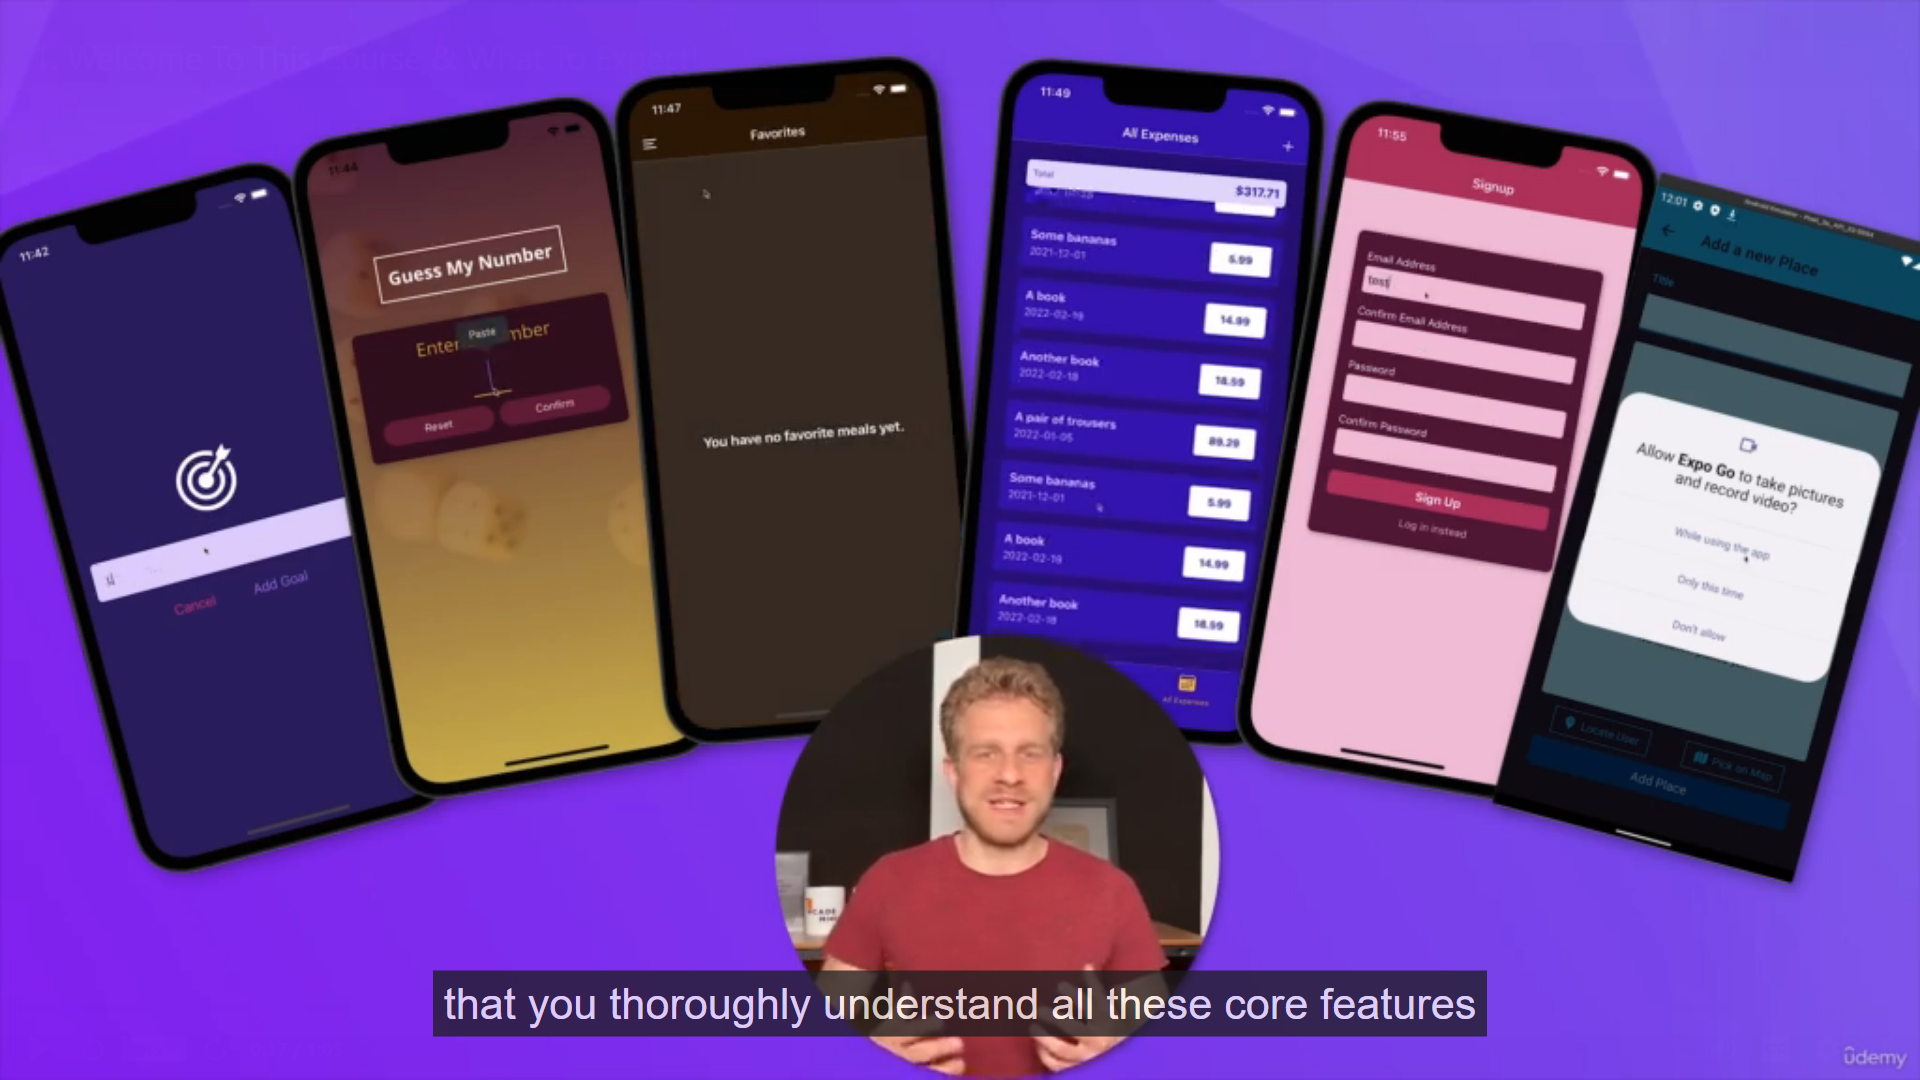 Welcome To This Course & What To Expect!
11:42
Cancel
Add Goal
11:44
Guess My Number
Paste
Reset
Confirm
11:47
Favorites
You have no favorite meals yet.
11:49
All Expenses
+
Total
$317.71
Some bananas
2021-12-01
5.99
A book
2022-02-19
14.99
Another book
2022-02-18
18.59
A pair of trousers
2022-01-05
89.29
Some bananas
2021-12-01
5.99
A book
2022-02-19
14.99
Another book
2022-02-18
18.59
All Expenses
11:55
Signup
Email Address
test
Confirm Email Address
Password
Confirm Password
Sign Up
Log in instead
12:01
Add a new Place
Title
Allow Expo Go to take pictures
and record video?
While using the app
Only this time
Don't allow
Locate User
Pick on Map
Add Place
that you thoroughly understand all these core features
udemy